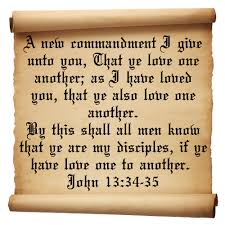 A new commandment I give
unto you, That ye love one
another; as I have loved
you, that ye also love one
another.
By this shall all men know
that ye are my disciples, if ye
have love one to another.
John 13:34-35